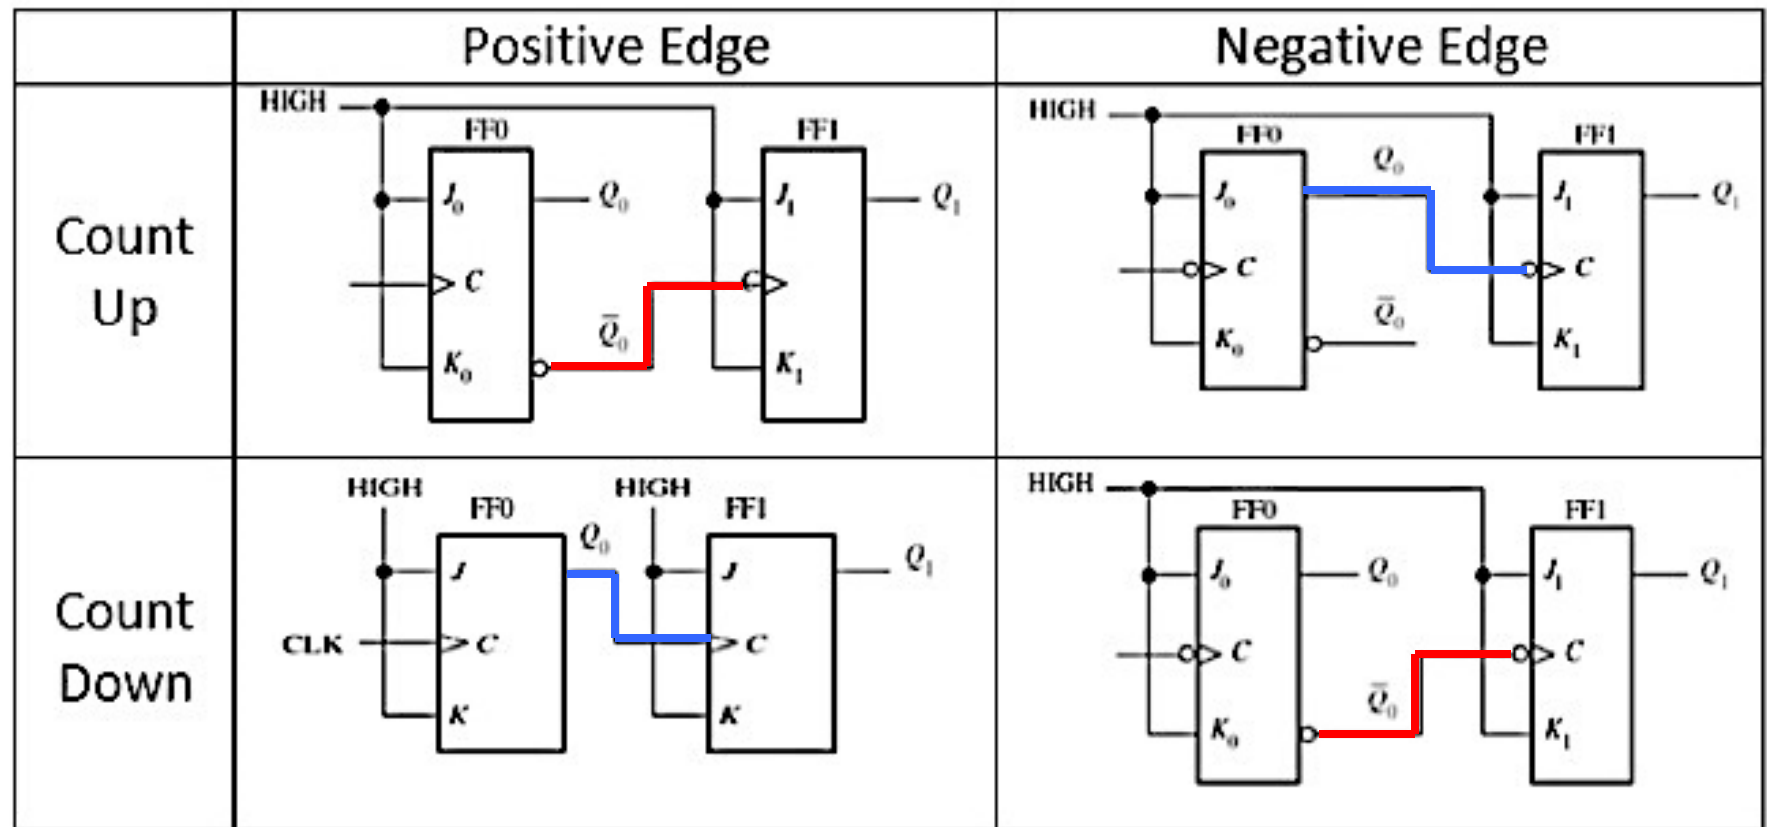 Positive Edge
Negative Edge
Count
Up
HIGH
FF0
FF1
J₀
Q₀
J₁
Q₁
C
C
Q̅₀
K₀
K₁
HIGH
FF0
FF1
Q₀
J₀
J₁
Q₁
C
C
Q̅₀
K₀
K₁
Count
Down
HIGH
HIGH
FF0
FF1
Q₀
J
J
Q₁
CLK
C
C
K
K
HIGH
FF0
FF1
J₀
Q₀
J₁
Q₁
C
C
Q̅₀
K₀
K₁